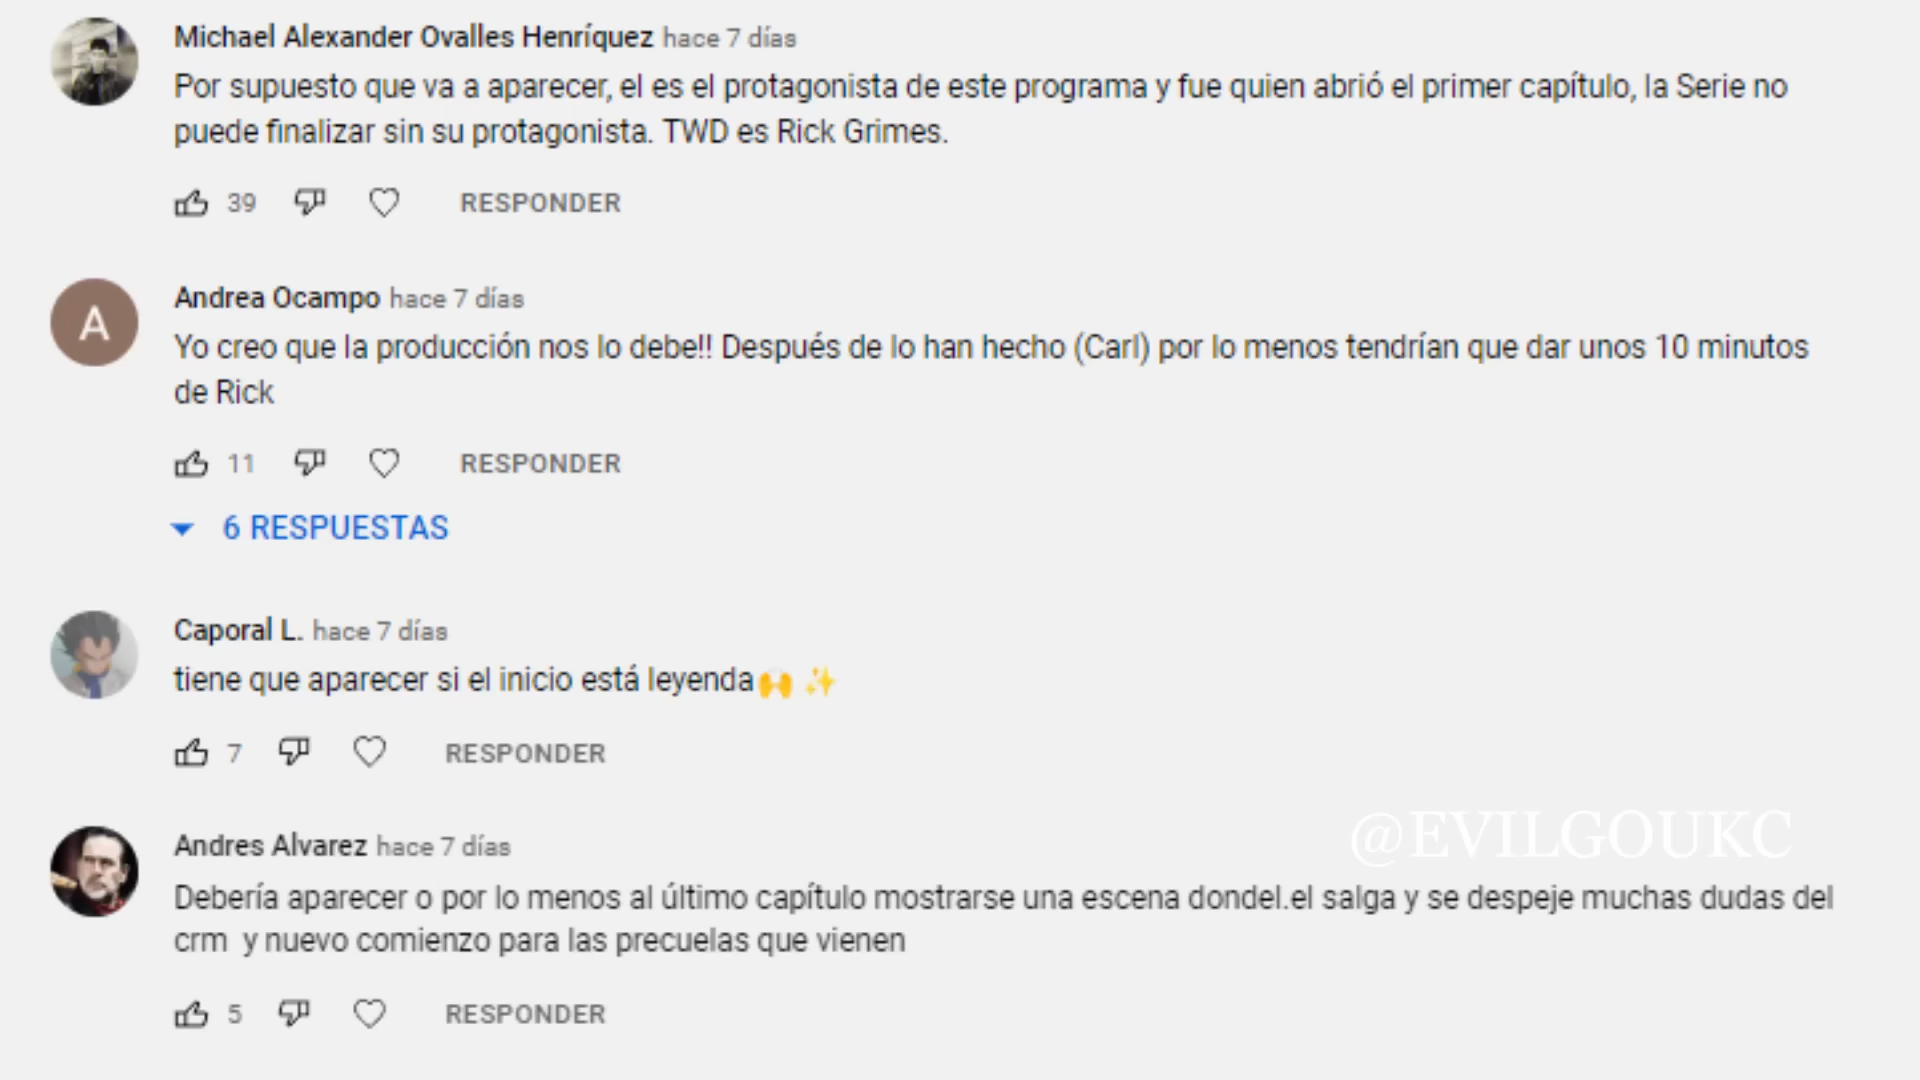 Michael Alexander Ovalles Henríquez hace 7 días
Por supuesto que va a aparecer, el es el protagonista de este programa y fue quien abrió el primer capítulo, la Serie no
puede finalizar sin su protagonista. TWD es Rick Grimes.
39 RESPONDER
A
Andrea Ocampo hace 7 días
Yo creo que la producción nos lo debe!! Después de lo han hecho (Carl) por lo menos tendrían que dar unos 10 minutos
de Rick
11 RESPONDER
6 RESPUESTAS
Caporal L. hace 7 días
tiene que aparecer si el inicio está leyenda🙌 ✨
7 RESPONDER
@EVILGOUKC
Andres Alvarez hace 7 días
Debería aparecer o por lo menos al último capítulo mostrarse una escena dondel.el salga y se despeje muchas dudas del
crm  y nuevo comienzo para las precuelas que vienen
5 RESPONDER